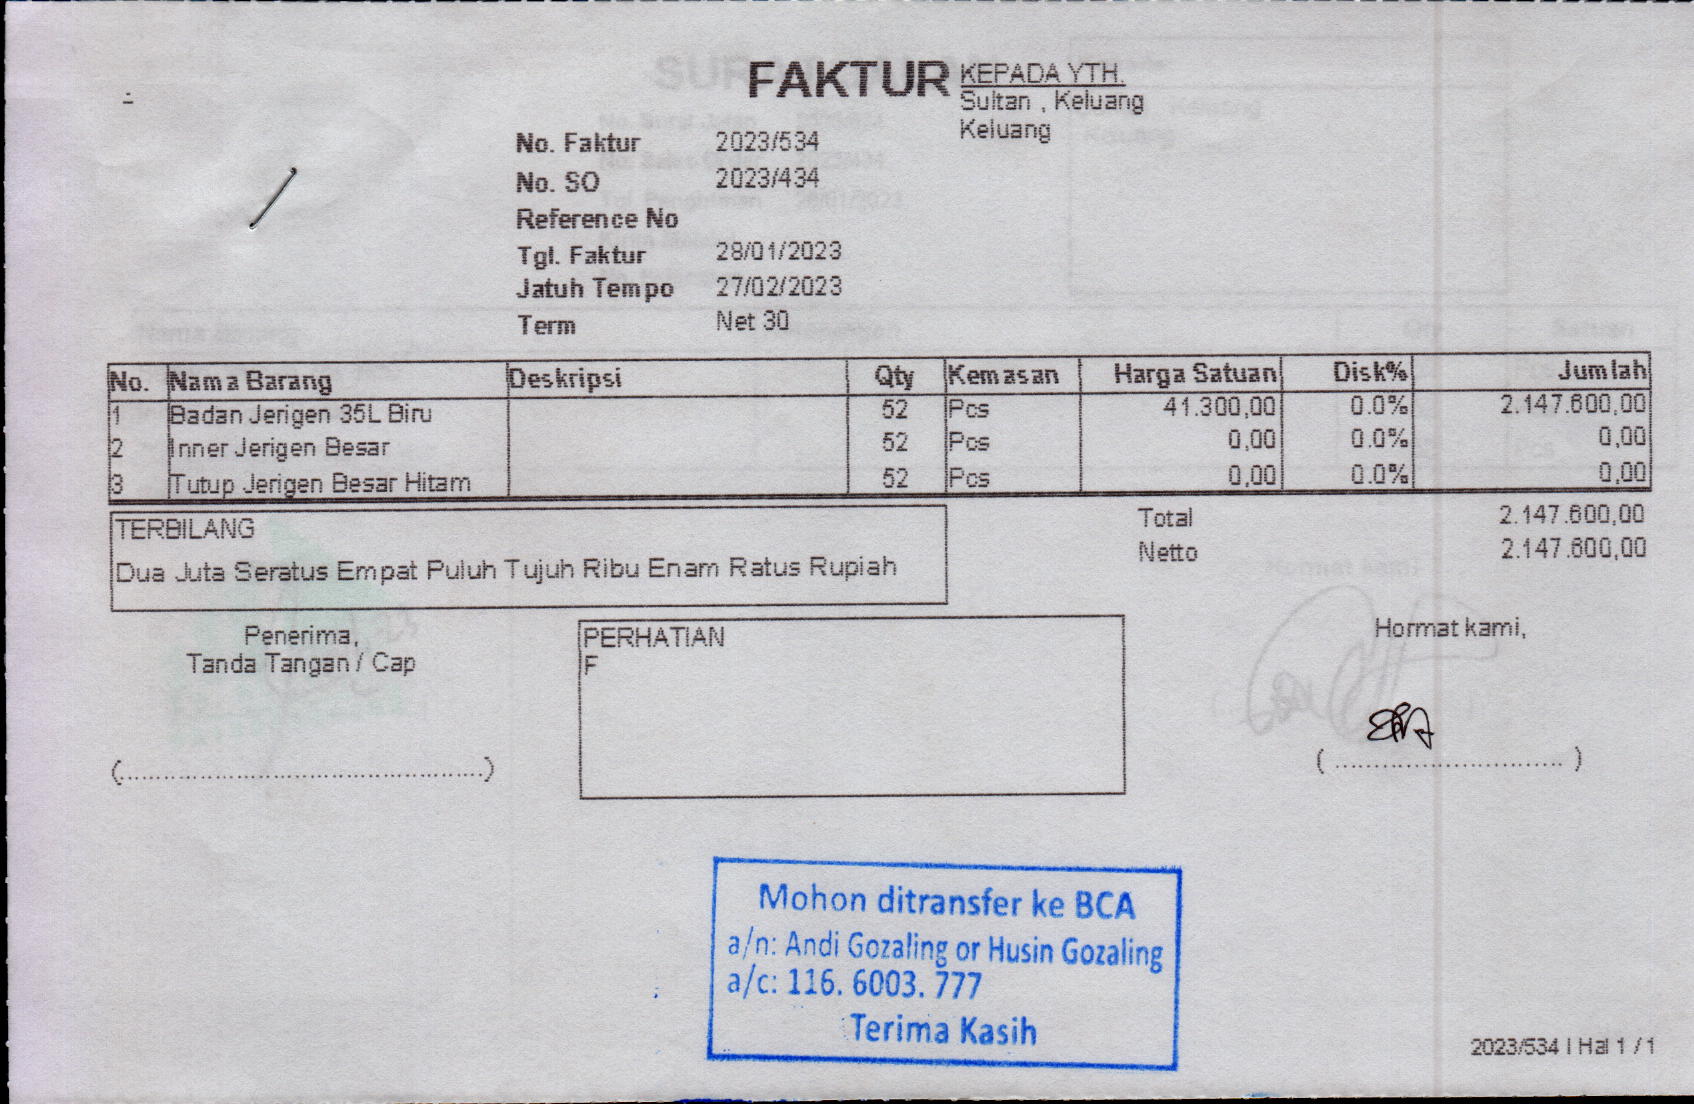 FAKTUR
KEPADA YTH.
Sultan , Keluang
Keluang
No. Faktur 2023/534
No. SO 2023/434
Reference No
Tgl. Faktur 28/01/2023
Jatuh Tempo 27/02/2023
Term Net 30
No. Nama Barang Deskripsi Qty Kemasan Harga Satuan Disk% Jumlah
1 Badan Jerigen 35L Biru 52 Pcs 41.300,00 0.0% 2.147.600,00
2 Inner Jerigen Besar 52 Pcs 0,00 0.0% 0,00
3 Tutup Jerigen Besar Hitam 52 Pcs 0,00 0.0% 0,00
Total 2.147.600,00
Netto 2.147.600,00
TERBILANG
Dua Juta Seratus Empat Puluh Tujuh Ribu Enam Ratus Rupiah
Penerima,
Tanda Tangan / Cap
(................................................)
PERHATIAN
F
Hormat kami,
( .............................. )
Mohon ditransfer ke BCA
a/n: Andi Gozaling or Husin Gozaling
a/c: 116. 6003. 777
Terima Kasih
2023/534 | Hal 1 / 1